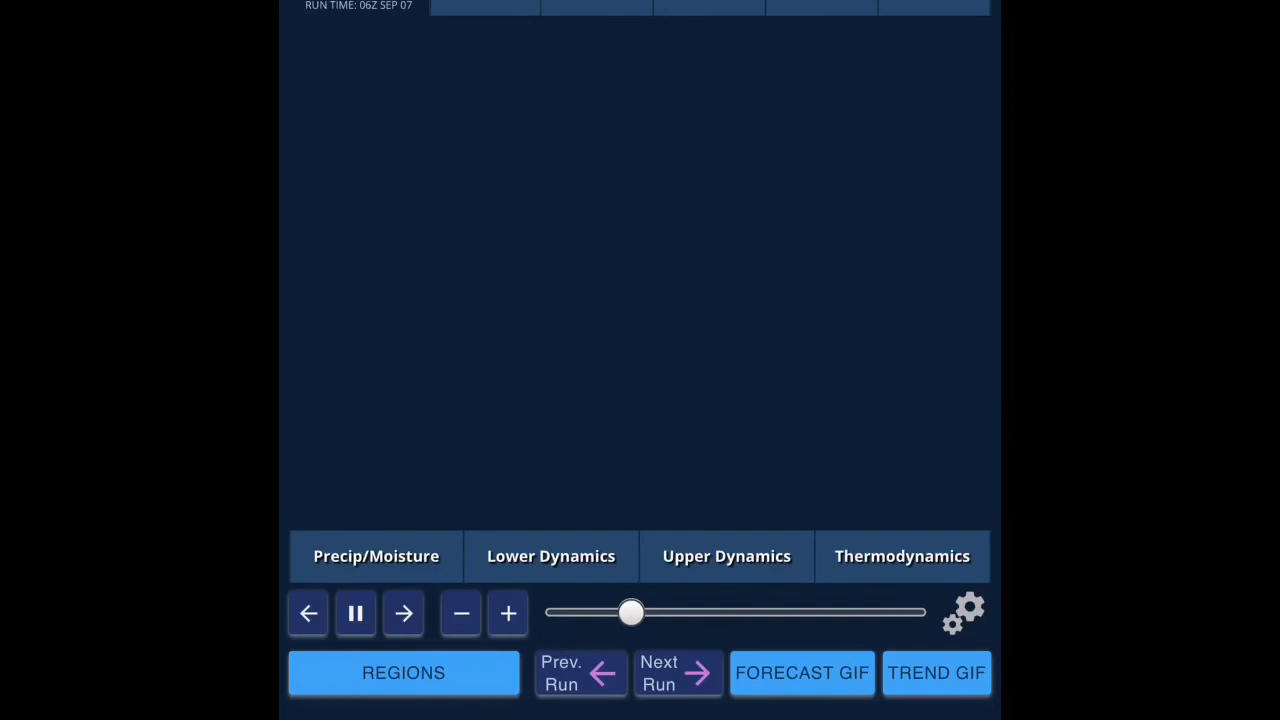 RUN TIME: 06Z SEP 07
Precip/Moisture Lower Dynamics Upper Dynamics Thermodynamics
REGIONS
Prev. Run
Next Run
FORECAST GIF
TREND GIF